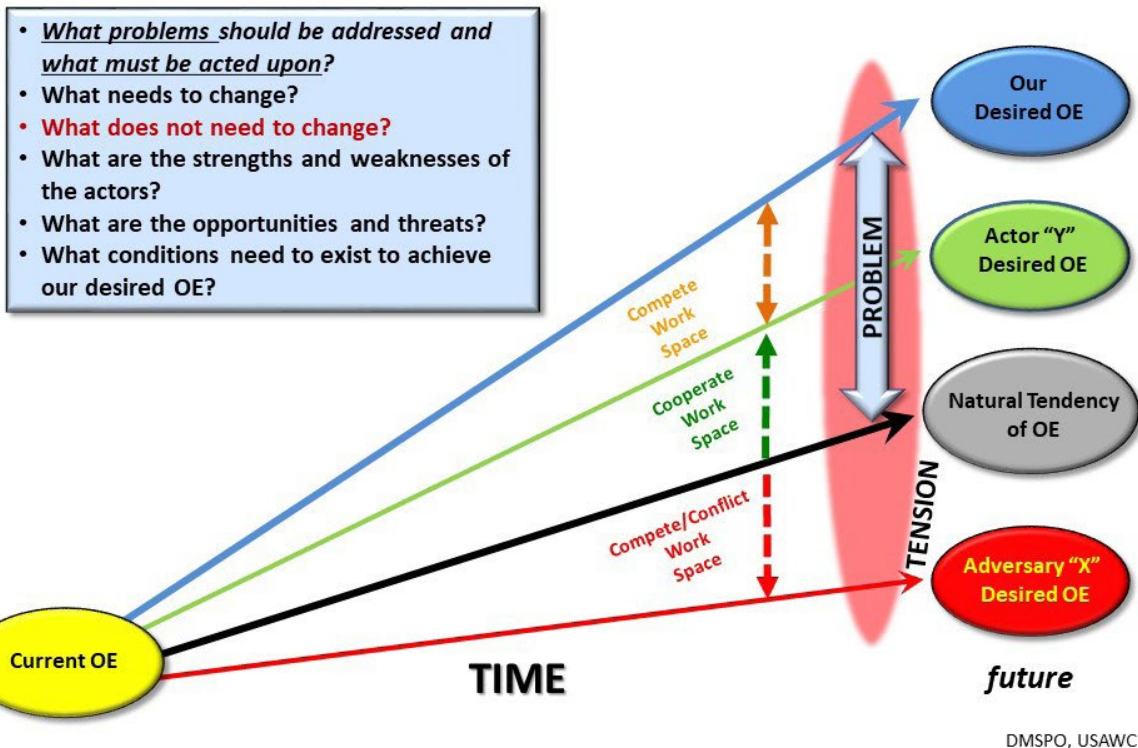 • What problems should be addressed and
what must be acted upon?
• What needs to change?
• What does not need to change?
• What are the strengths and weaknesses of
the actors?
• What are the opportunities and threats?
• What conditions need to exist to achieve
our desired OE?
Our
Desired OE
Actor “Y”
Desired OE
Natural Tendency
of OE
Adversary “X”
Desired OE
PROBLEM
TENSION
Compete
Work
Space
Cooperate
Work
Space
Compete/Conflict
Work
Space
Current OE
TIME
future
DMSPO, USAWC